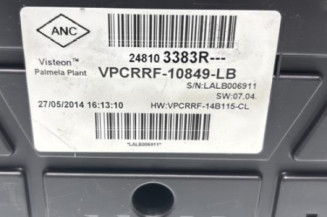 ANC
24810 3383R---
Visteon™
Palmela Plant
VPCRRF-10849-LB
S/N:LALB006911
SW:07.04
27/05/2014 16:13:10
HW:VPCRRF-14B115-CL
*LALB006911*